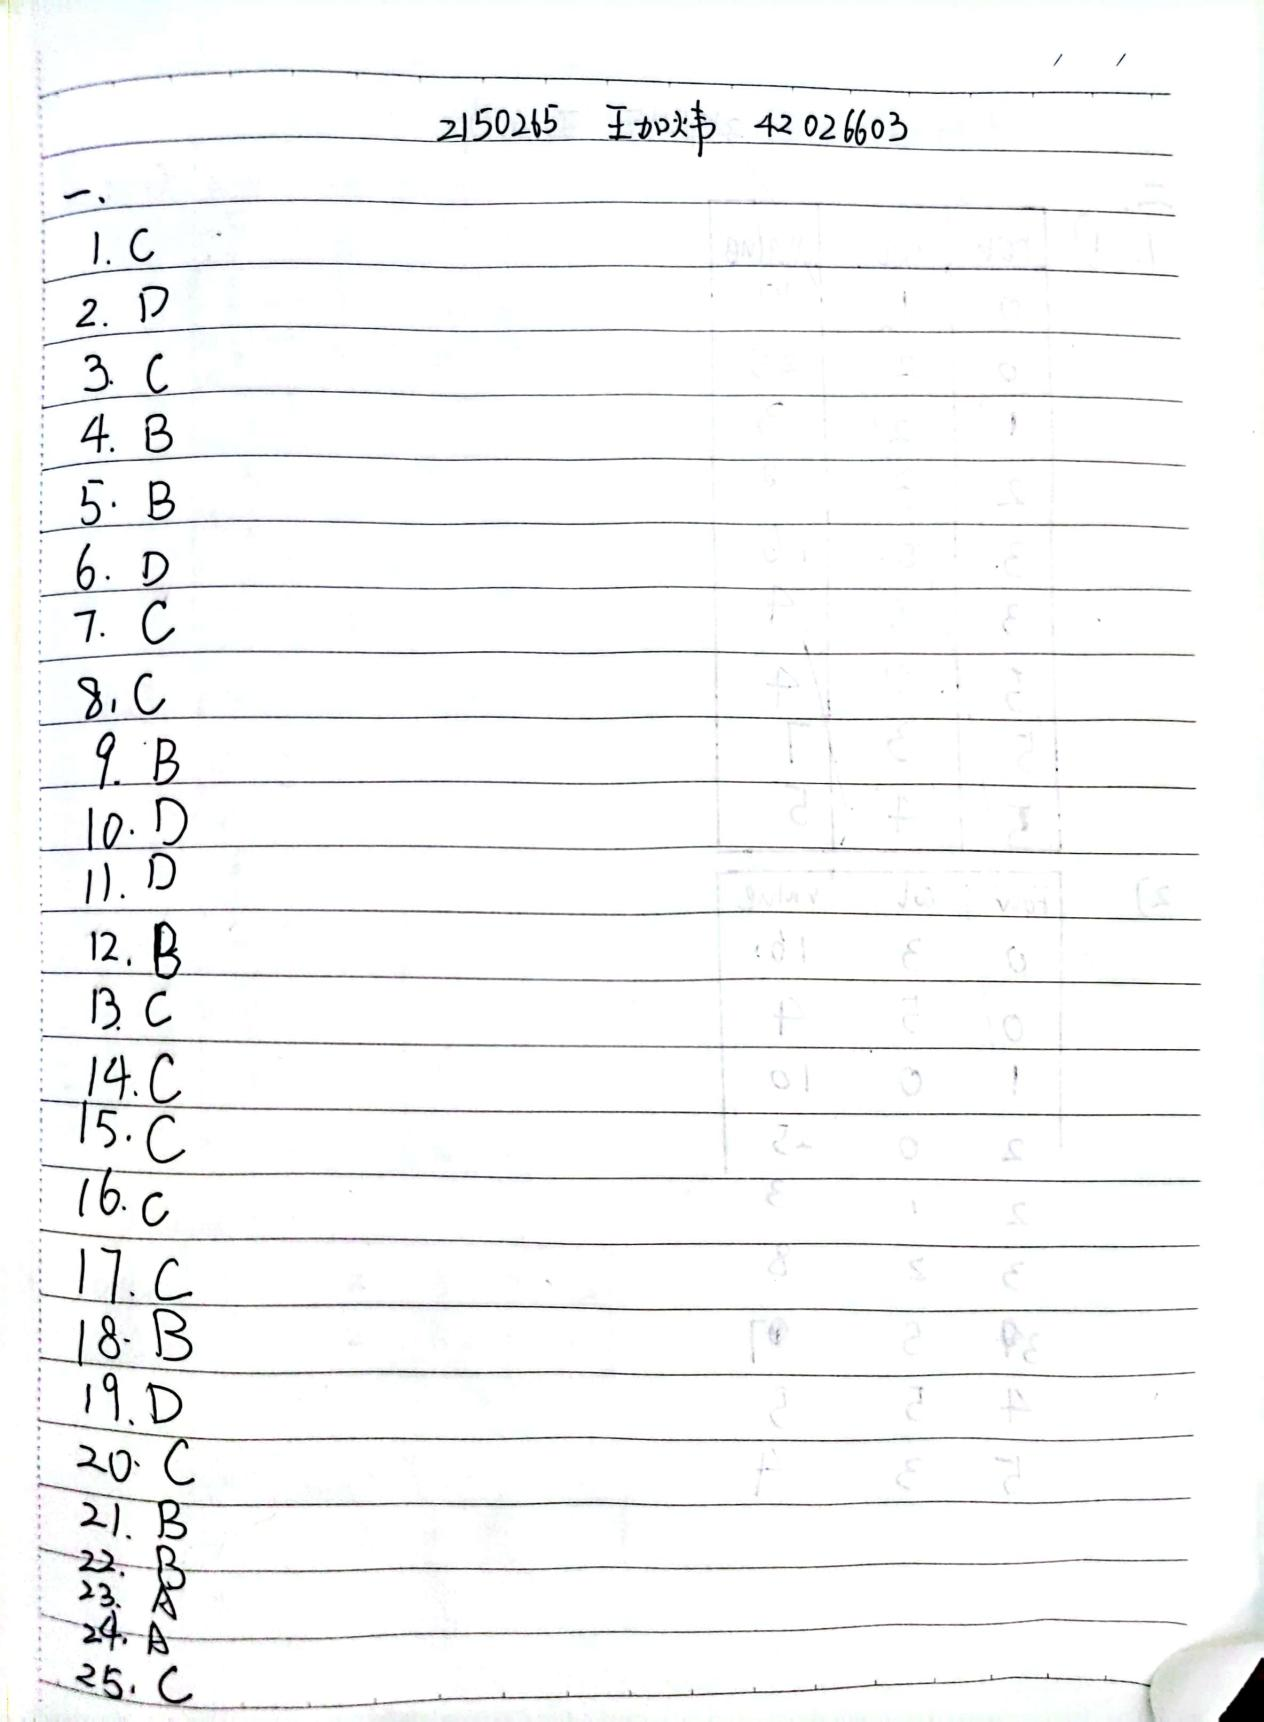 2150265 王加炜 42026603
一、
1. C
2. D
3. C
4. B
5. B
6. D
7. C
8. C
9. B
10. D
11. D
12. B
13. C
14. C
15. C
16. C
17. C
18. B
19. D
20. C
21. B
22. B
23. A
24. A
25. C